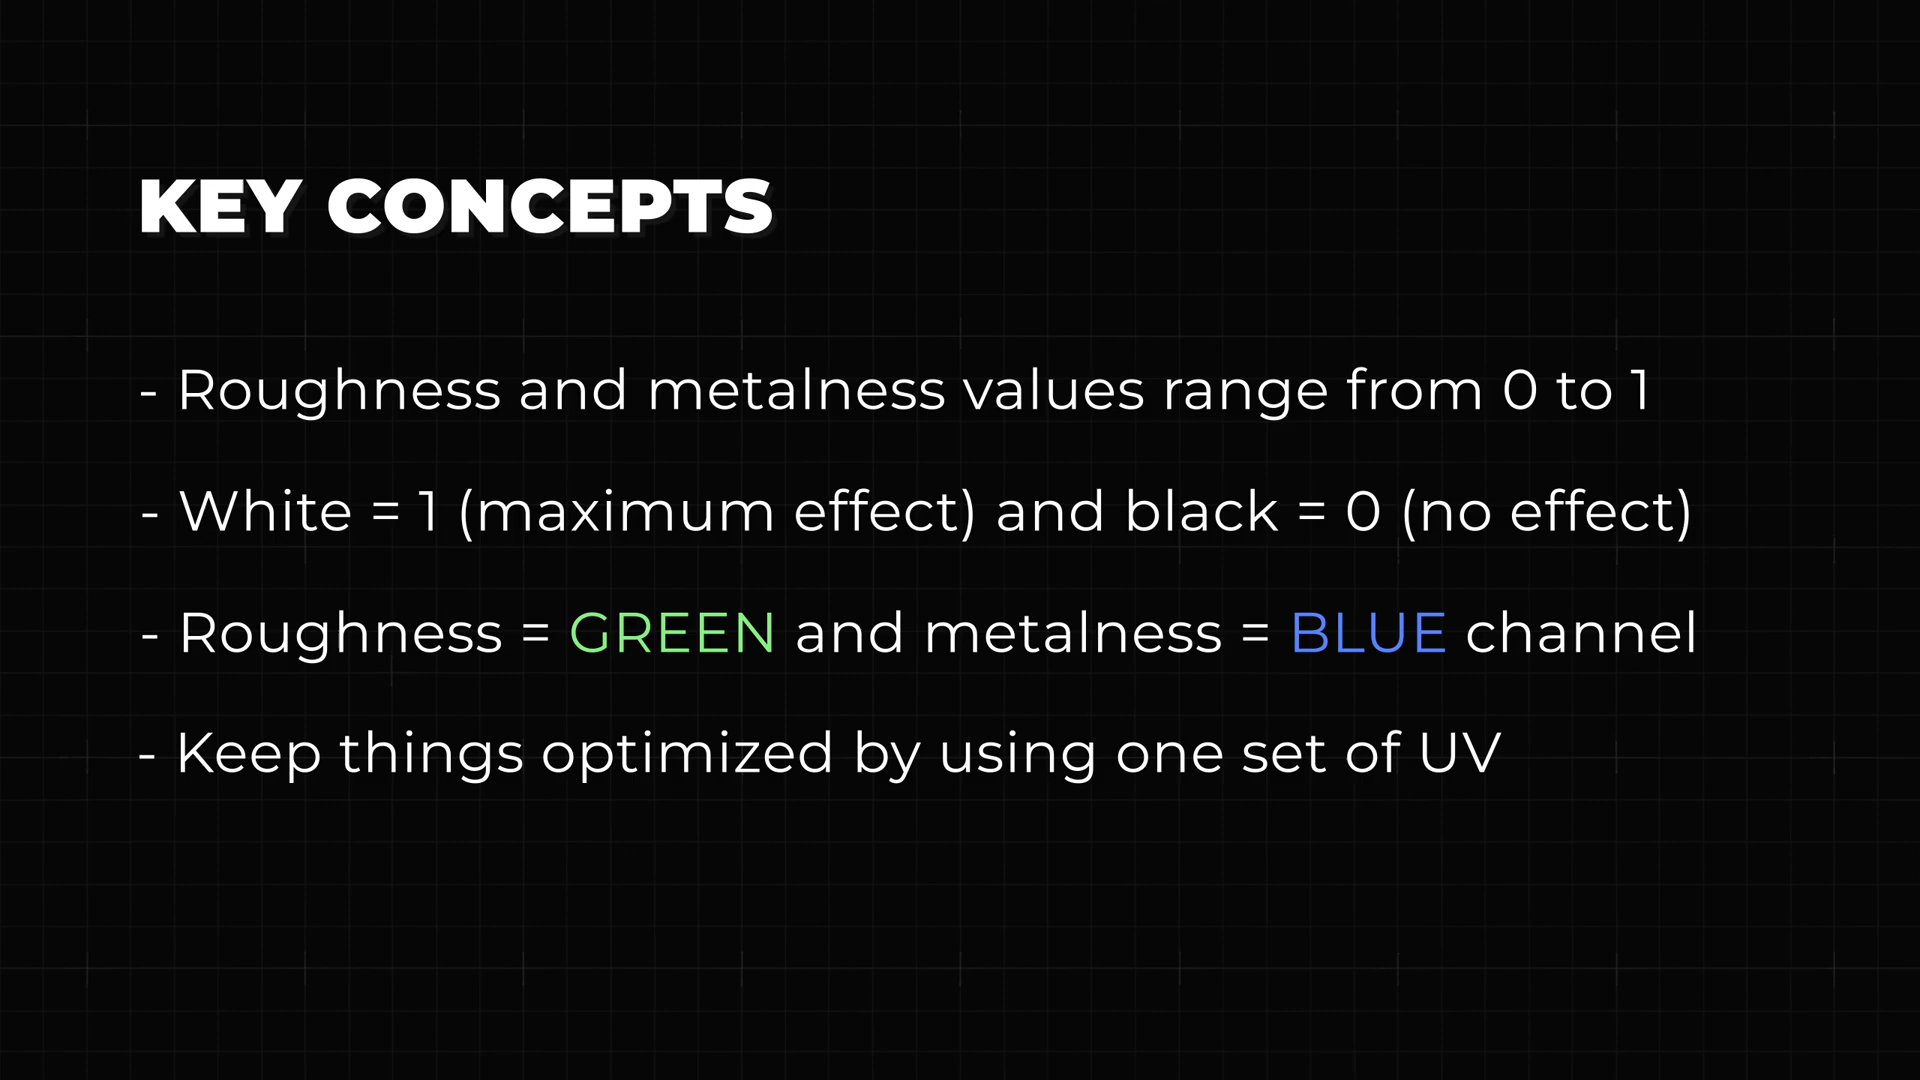 KEY CONCEPTS
- Roughness and metalness values range from 0 to 1
- White = 1 (maximum effect) and black = 0 (no effect)
- Roughness = GREEN and metalness = BLUE channel
- Keep things optimized by using one set of UV